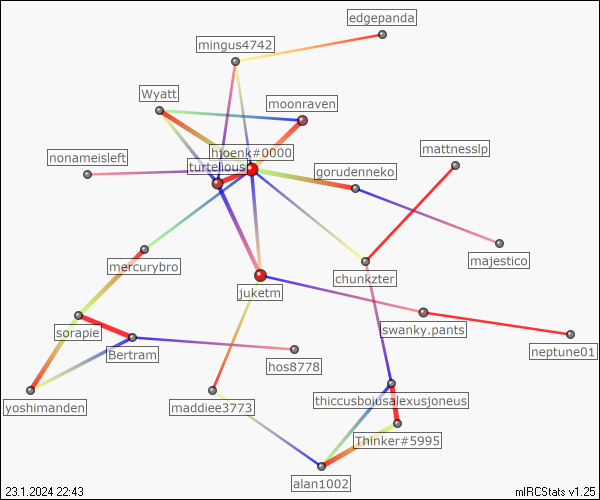 edgepanda
mingus4742
Wyatt
moonraven
hjoenk#0000
mattnesslp
nonameisleft
turtelious
gorudenneko
majestico
mercurybro
chunkzter
juketm
sorapie
swanky.pants
Bertram
neptune01
hos8778
yoshimanden
maddiee3773
thiccusboiusalexusjoneus
Thinker#5995
alan1002
23.1.2024 22:43
mIRCStats v1.25